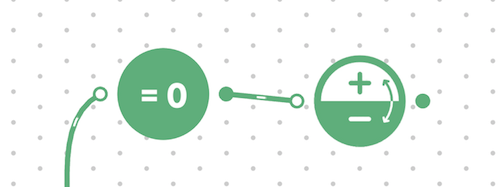 = 0
+
−